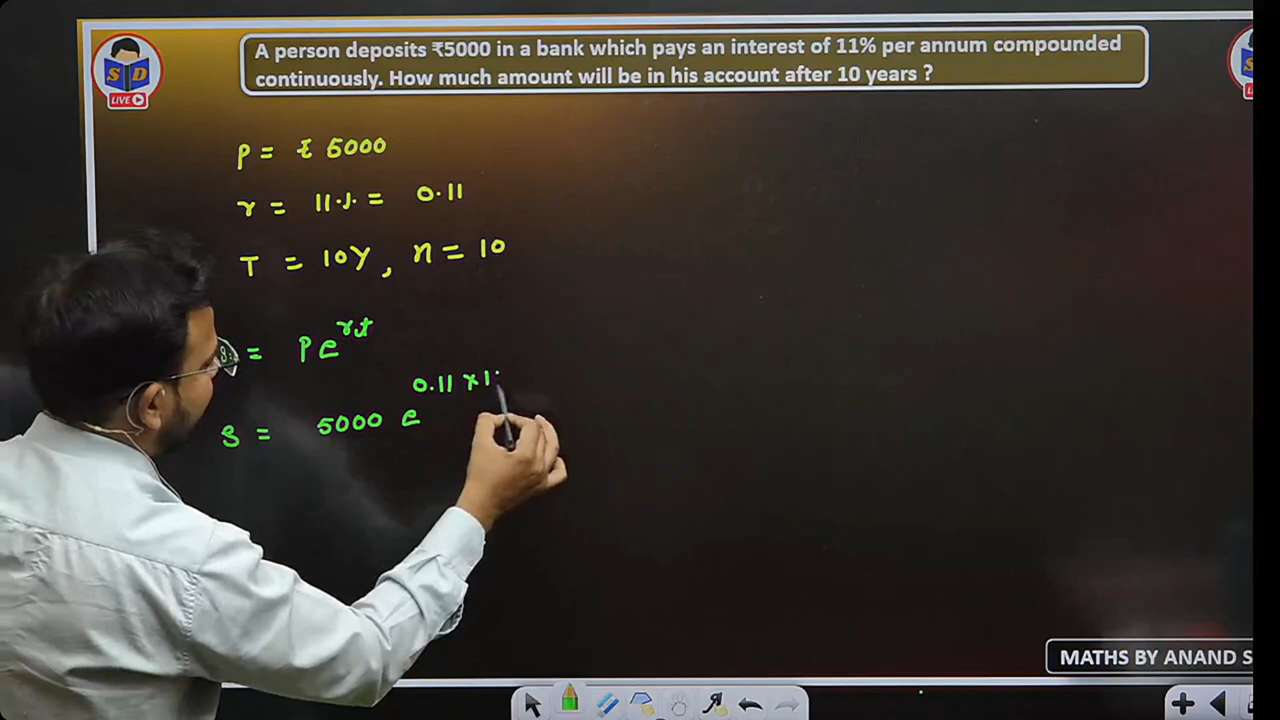 A person deposits ₹5000 in a bank which pays an interest of 11% per annum compounded
continuously. How much amount will be in his account after 10 years ?
S D
LIVE
P = ₹ 5000
r = 11% = 0.11
T = 10Y , n = 10
S = Pe^{r.t}
S = 5000 e^{0.11 × 1}
MATHS BY ANAND S